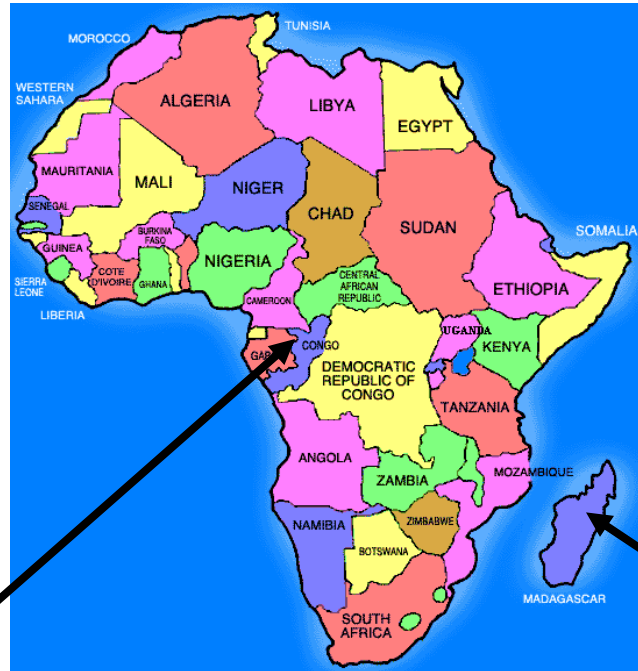 TUNISIA
MOROCCO
WESTERN
SAHARA
ALGERIA
LIBYA
EGYPT
MAURITANIA
MALI
NIGER
CHAD
SUDAN
SENEGAL
SOMALIA
GUINEA
BURKINA
FASO
NIGERIA
ETHIOPIA
SIERRA
LEONE
COTE
D'IVOIRE
GHANA
LIBERIA
CAMEROON
CENTRAL
AFRICAN
REPUBLIC
UGANDA
KENYA
GAB
CONGO
DEMOCRATIC
REPUBLIC OF
CONGO
TANZANIA
ANGOLA
ZAMBIA
MOZAMBIQUE
NAMIBIA
ZIMBABWE
BOTSWANA
MADAGASCAR
SOUTH
AFRICA